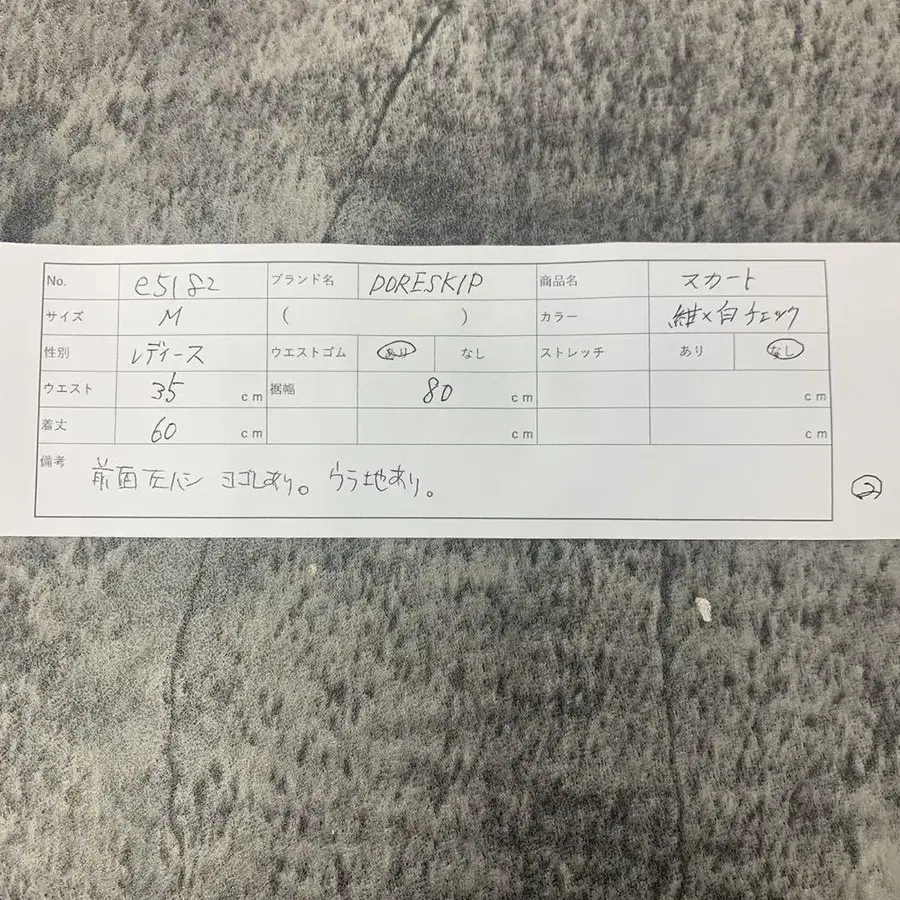 No. e5182 ブランド名 DORESKIP 商品名 スカート
サイズ M ( ) カラー 紺×白チェック
性別 レディース ウエストゴム あり なし ストレッチ あり なし
ウエスト 35 cm 裾幅 80 cm cm
着丈 60 cm cm cm
備考 前面左ハシ ヨゴレあり。ウラ地あり。
②